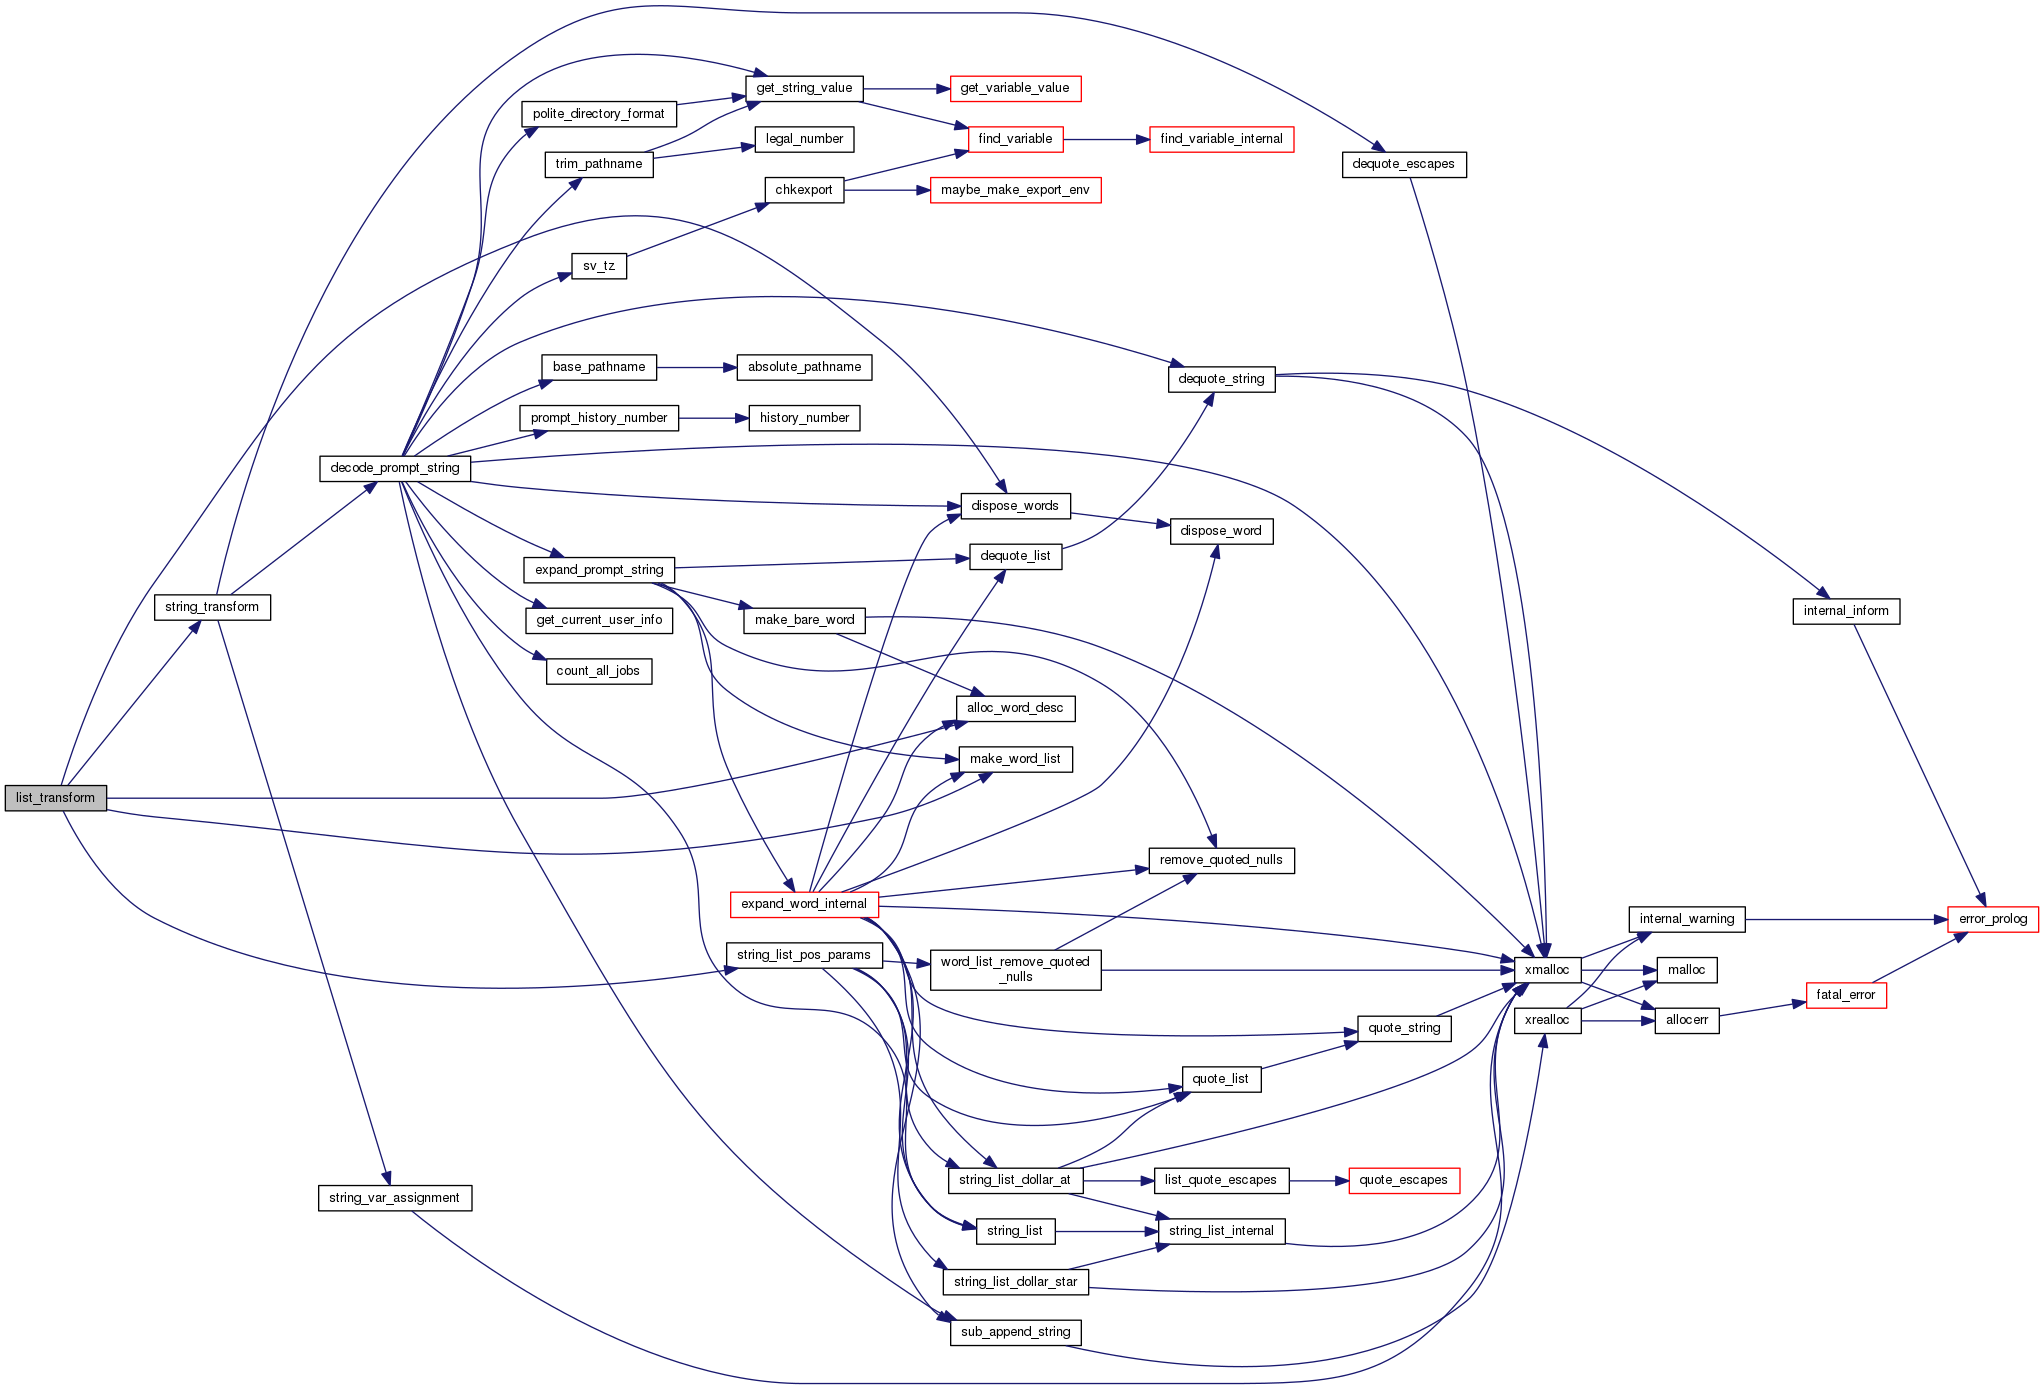 get_string_value
get_variable_value
polite_directory_format
legal_number
find_variable
find_variable_internal
trim_pathname
dequote_escapes
chkexport
maybe_make_export_env
sv_tz
base_pathname
absolute_pathname
dequote_string
prompt_history_number
history_number
decode_prompt_string
dispose_words
dispose_word
expand_prompt_string
dequote_list
string_transform
get_current_user_info
make_bare_word
internal_inform
count_all_jobs
alloc_word_desc
make_word_list
list_transform
remove_quoted_nulls
expand_word_internal
internal_warning
error_prolog
string_list_pos_params
word_list_remove_quoted
_nulls
xmalloc
malloc
fatal_error
quote_string
xrealloc
allocerr
quote_list
string_list_dollar_at
list_quote_escapes
quote_escapes
string_var_assignment
string_list
string_list_internal
string_list_dollar_star
sub_append_string